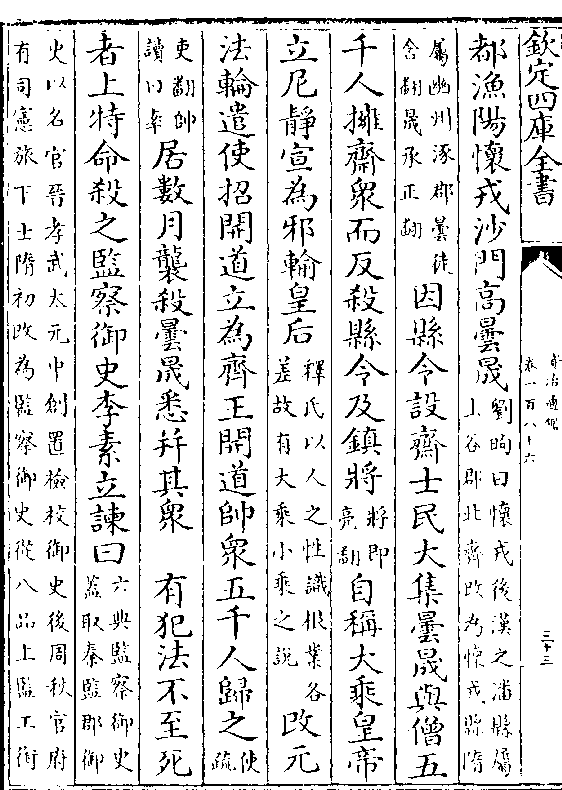 欽定四庫全書
資治通鑑
卷一百八十六
三十三
都漁陽懷戎沙門高曇晟劉昫曰懷戎後漢之潘縣屬上谷郡北齊改為懷戎縣隋
屬幽州涿郡曇徒含翻晟承正翻因縣令設齋士民大集曇晟與僧五
千人擁齋衆而反殺縣令及鎮將將即亮翻自稱大乘皇帝
立尼靜宣為邪輪皇后釋氏以人之性識根業各差故有大乘小乘之說改元
法輪遣使招開道立為齊王開道帥衆五千人歸之使疏
吏翻帥讀曰率居數月襲殺曇晟悉并其衆　有犯法不至死
者上特命殺之監察御史李素立諫曰六典監察御史蓋取秦監郡御
史以名官晉孝武太元中創置檢校御史後周秋官府有司憲旅下士隋初改為監察御史從八品上監工銜